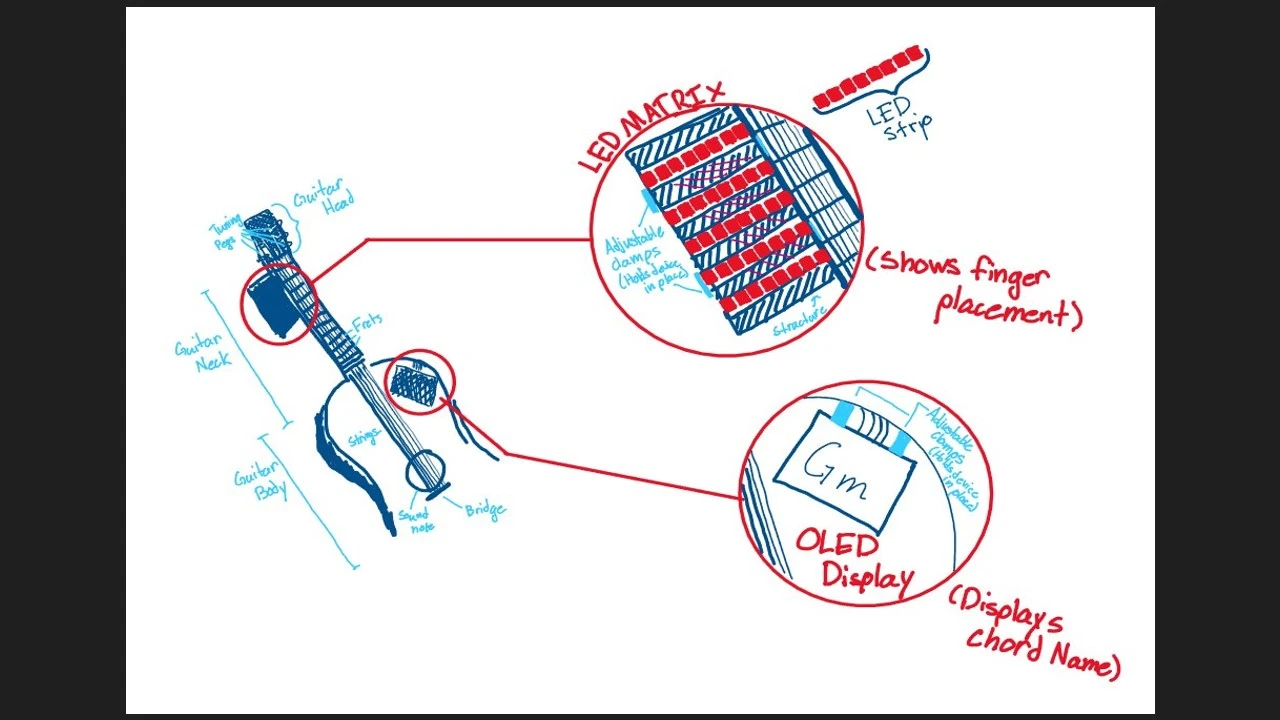 LED MATRIX
LED
strip
Guitar
Head
Tuning
Pegs
Adjustable
clamps
(Holds device
in place)
structure
(Shows finger
placement)
Frets
Guitar
Neck
Strings
Guitar
Body
Sound
note
Bridge
Gm
Adjustable
clamps
(Holds device
in place)
OLED
Display
(Displays
chord Name)